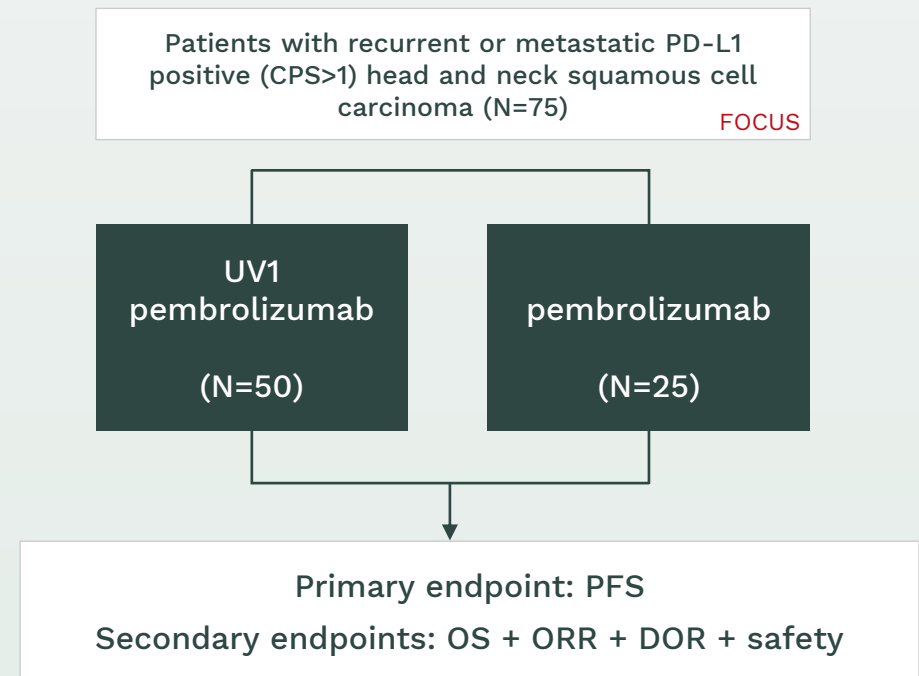 Patients with recurrent or metastatic PD-L1
positive (CPS>1) head and neck squamous cell
carcinoma (N=75)
FOCUS
UV1
pembrolizumab
(N=50)
pembrolizumab
(N=25)
Primary endpoint: PFS
Secondary endpoints: OS + ORR + DOR + safety